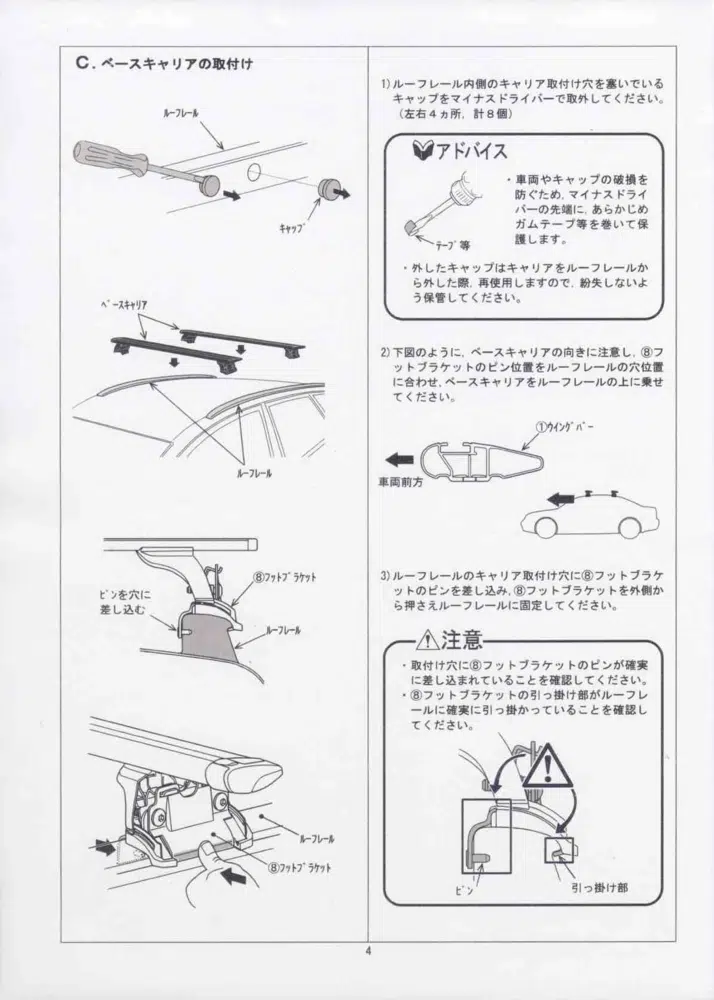 C．ベースキャリアの取付け
ルーフレール
キャップ
ベースキャリア
ルーフレール
⑧フットブラケット
ピンを穴に
差し込む
ルーフレール
ルーフレール
⑧フットブラケット
1)ルーフレール内側のキャリア取付け穴を塞いでいる
キャップをマイナスドライバーで取外してください。
（左右４ヵ所，計８個）
アドバイス
・車両やキャップの破損を
防ぐため，マイナスドライ
バーの先端に，あらかじめ
ガムテープ等を巻いて保
護します。
テープ等
・外したキャップはキャリアをルーフレールか
ら外した際，再使用しますので，紛失しないよ
う保管してください。
2)下図のように，ベースキャリアの向きに注意し，⑧フ
ットブラケットのピン位置をルーフレールの穴位置
に合わせ，ベースキャリアをルーフレールの上に乗せ
てください。
①ウイングバー
車両前方
3)ルーフレールのキャリア取付け穴に⑧フットブラケ
ットのピンを差し込み，⑧フットブラケットを外側か
ら押さえルーフレールに固定してください。
注意
・取付け穴に⑧フットブラケットのピンが確実
に差し込まれていることを確認してください。
・⑧フットブラケットの引っ掛け部がルーフレ
ールに確実に引っ掛かっていることを確認し
てください。
ピン
引っ掛け部
4